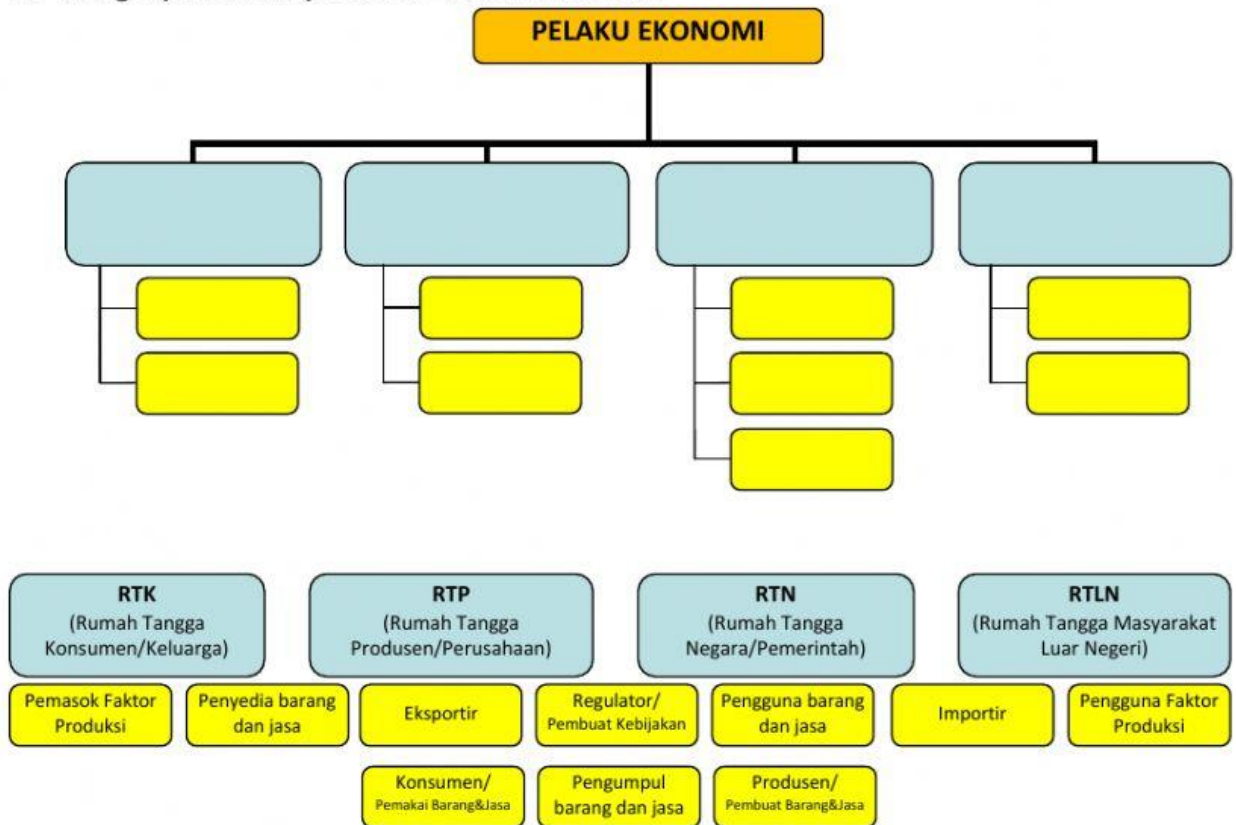 PELAKU EKONOMI
RTK
(Rumah Tangga
Konsumen/Keluarga)
RTP
(Rumah Tangga
Produsen/Perusahaan)
RTN
(Rumah Tangga
Negara/Pemerintah)
RTLN
(Rumah Tangga Masyarakat
Luar Negeri)
Pemasok Faktor
Produksi
Penyedia barang
dan jasa
Eksportir
Regulator/
Pembuat Kebijakan
Pengguna barang
dan jasa
Importir
Pengguna Faktor
Produksi
Konsumen/
Pemakai Barang&Jasa
Pengumpul
barang dan jasa
Produsen/
Pembuat Barang&Jasa